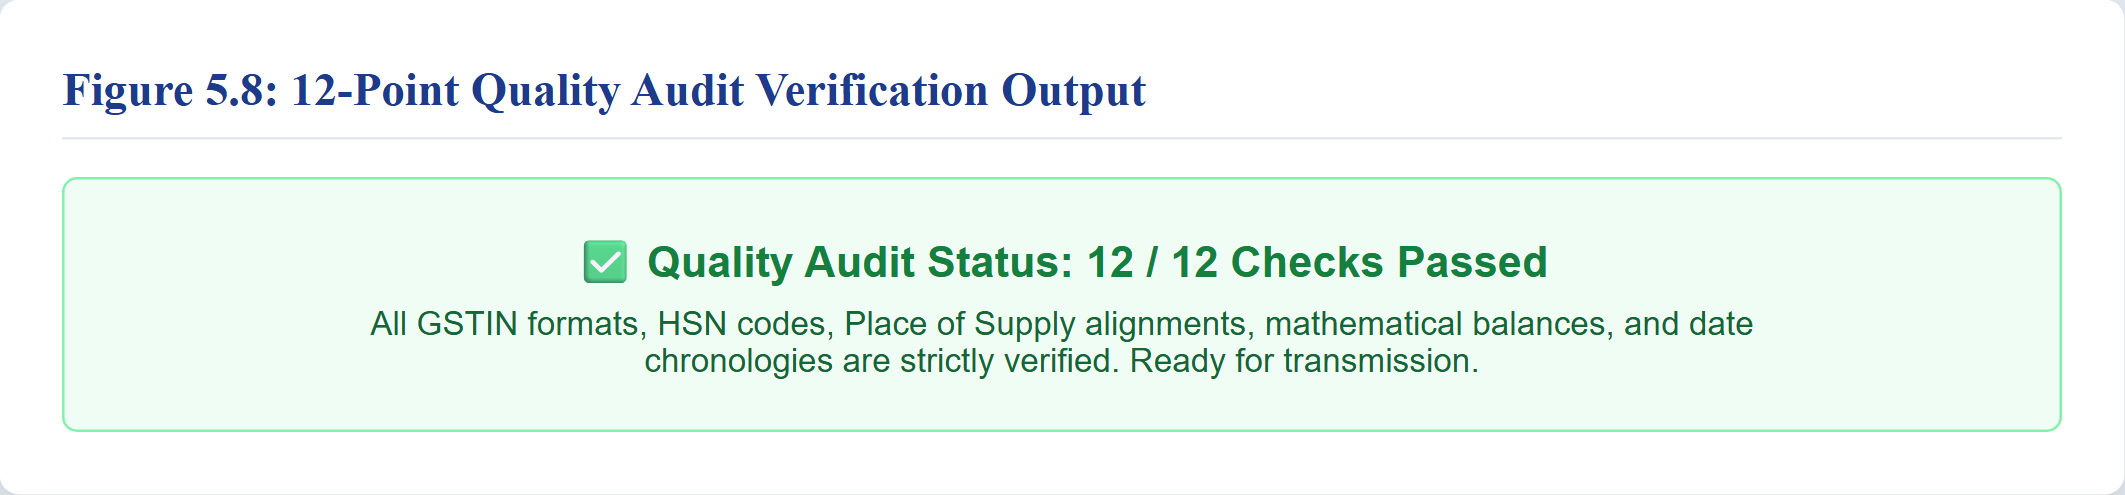 Figure 5.8: 12-Point Quality Audit Verification Output
✅ Quality Audit Status: 12 / 12 Checks Passed
All GSTIN formats, HSN codes, Place of Supply alignments, mathematical balances, and date
chronologies are strictly verified. Ready for transmission.